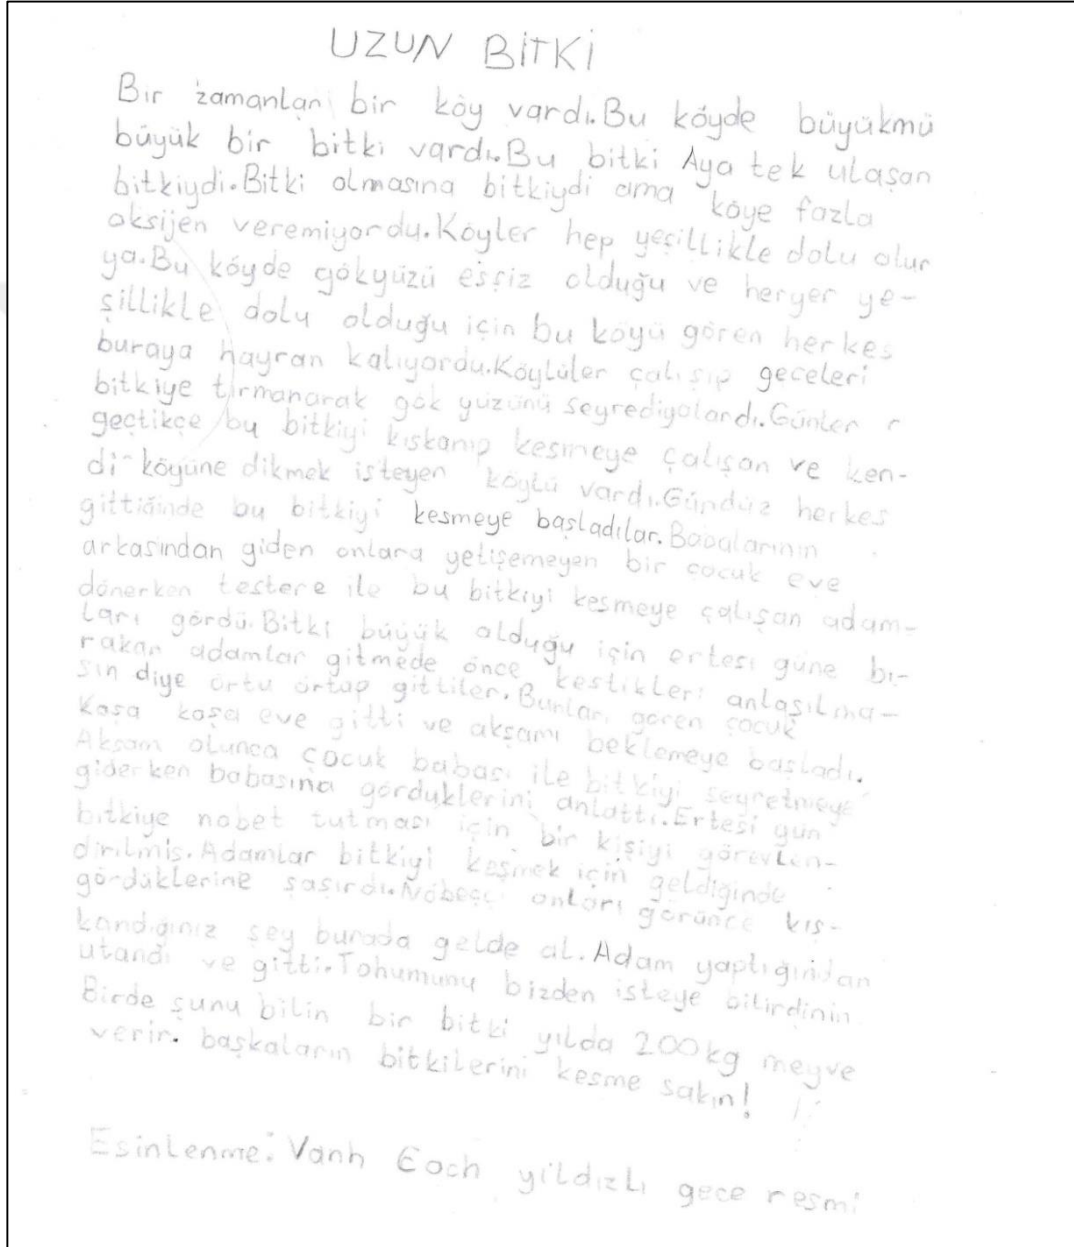 UZUN BİTKİ
Bir zamanlar bir köy vardı.Bu köyde büyükmü
büyük bir bitki vardı.Bu bitki Aya tek ulaşan
bitkiydi.Bitki olmasına bitkiydi ama köye fazla
oksijen veremiyordu.Köyler hep yeşillikle dolu olur
ya.Bu köyde gökyüzü eşsiz olduğu ve heryer ye-
şillikle dolu olduğu için bu köyü gören herkes
buraya hayran kalıyordu.Köylüler çalışıp geceleri
bitkiye tırmanarak gök yüzünü seyrediyolardı.Günler
geçtikçe bu bitkiyi kıskanıp kesmeye çalışan ve ken-
di köyüne dikmek isteyen köylü vardı.Gündüz herkes
gittiğinde bu bitkiyi kesmeye başladılar.Babalarının
arkasından giden onlara yetişemeyen bir çocuk eve
dönerken testere ile bu bitkiyi kesmeye çalışan adam-
ları gördü.Bitki büyük olduğu için ertesi güne bı-
rakan adamlar gitmede önce kestikleri anlaşılma-
sın diye örtü örtüp gittiler.Bunları gören çocuk
koşa koşa eve gitti ve akşamı beklemeye başladı.
Akşam olunca çocuk babası ile bitkiyi seyretmeye
giderken babasına gördüklerini anlattı.Ertesi gün
bitkiye nöbet tutması için bir kişiyi görevlen-
dirilmiş.Adamlar bitkiyi kesmek için geldiğinde
gördüklerine şaşırdı.Nöbeçci onları görünce kıs-
kandığınız şey burada gelde al.Adam yaptığından
utandı ve gitti.Tohumunu bizden isteye bilirdinin
Birde şunu bilin bir bitki yılda 200kg meyve
verir. başkaların bitkilerini kesme sakın!
Esinlenme: Vanh Goch yıldızlı gece resmi